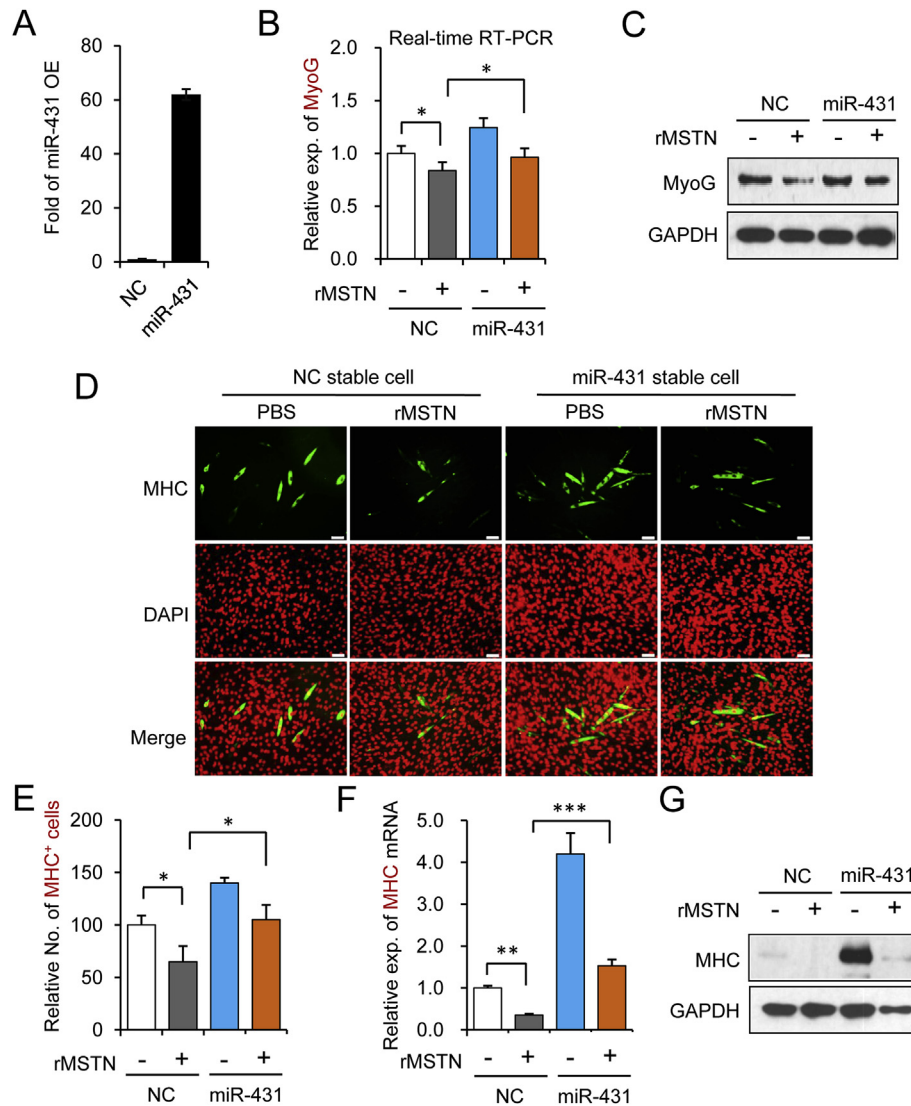 A
Fold of miR-431 OE
80
60
40
20
0
NC
miR-431
B
Real-time RT-PCR
Relative exp. of MyoG
2.0
1.5
1.0
0.5
0.0
*
*
rMSTN - + - +
NC miR-431
C
NC miR-431
rMSTN - + - +
MyoG
GAPDH
D
NC stable cell miR-431 stable cell
PBS rMSTN PBS rMSTN
MHC
DAPI
Merge
E
Relative No. of MHC+ cells
200
150
100
50
0
*
*
rMSTN - + - +
NC miR-431
F
Relative exp. of MHC mRNA
5.0
4.0
3.0
2.0
1.0
0.0
***
**
rMSTN - + - +
NC miR-431
G
NC miR-431
rMSTN - + - +
MHC
GAPDH